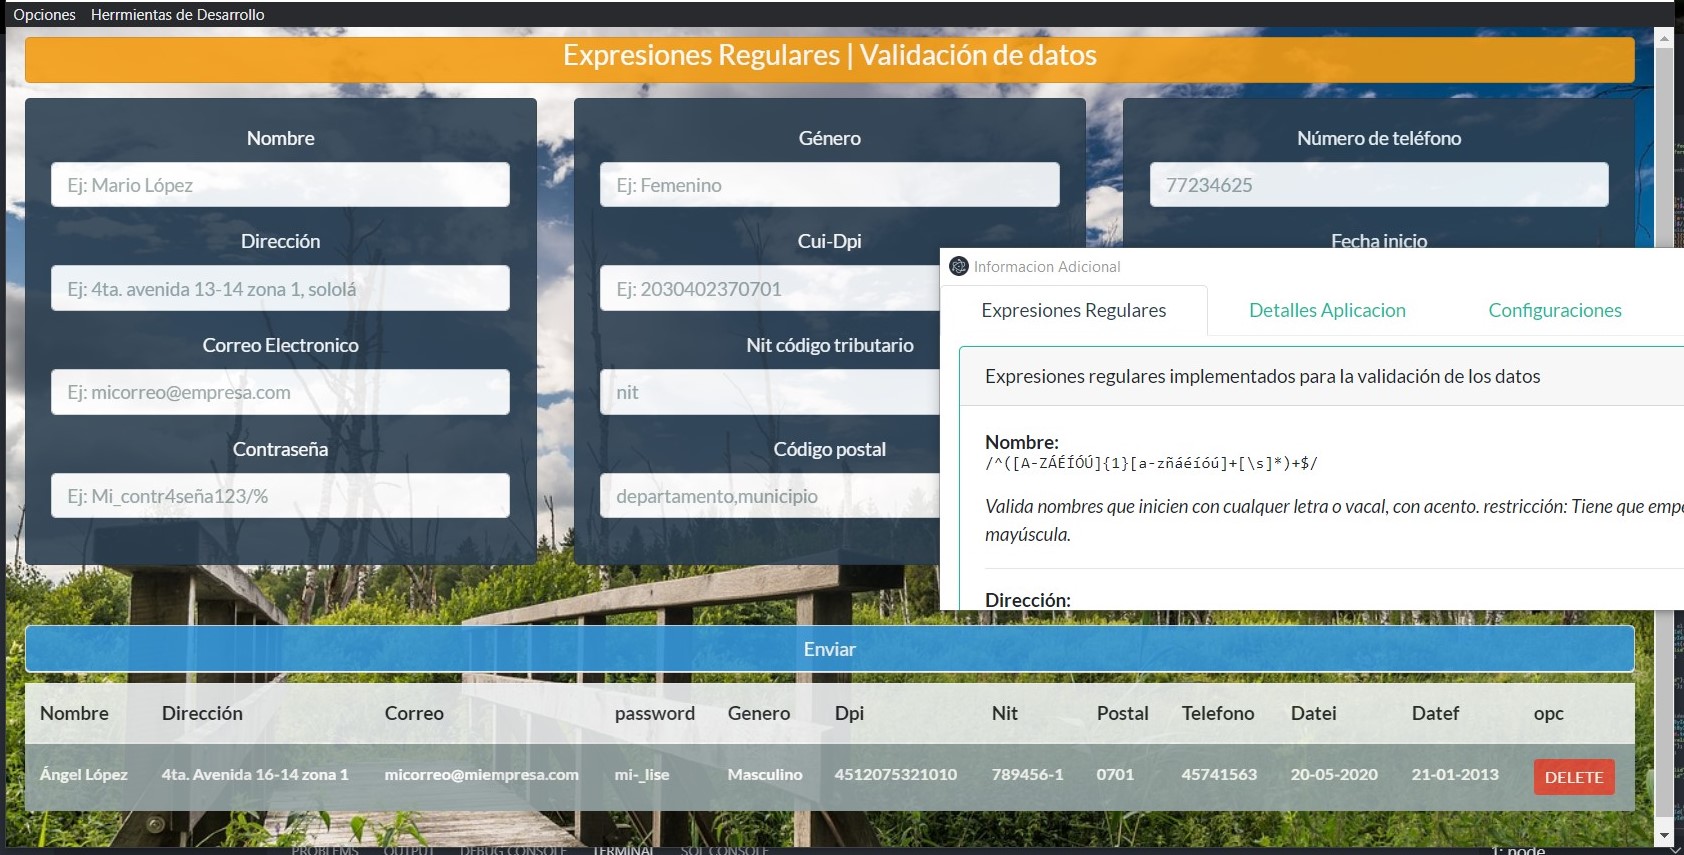 Opciones Herrmientas de Desarrollo
Expresiones Regulares | Validación de datos
Nombre
Ej: Mario López
Dirección
Ej: 4ta. avenida 13-14 zona 1, sololá
Correo Electronico
Ej: micorreo@empresa.com
Contraseña
Ej: Mi_contr4seña123/%
Género
Ej: Femenino
Cui-Dpi
Ej: 2030402370701
Nit código tributario
nit
Código postal
departamento,municipio
Número de teléfono
77234625
Fecha inicio
Informacion Adicional
Expresiones Regulares Detalles Aplicacion Configuraciones
Expresiones regulares implementados para la validación de los datos
Nombre:
/^([A-ZÁÉÍÓÚ]{1}[a-zñáéíóú]+[\s]*)+$/
Valida nombres que inicien con cualquer letra o vacal, con acento. restricción: Tiene que emp
mayúscula.
Dirección:
Enviar
Nombre Dirección Correo password Genero Dpi Nit Postal Telefono Datei Datef opc
Ángel López 4ta. Avenida 16-14 zona 1 micorreo@miempresa.com mi-_lise Masculino 4512075321010 789456-1 0701 45741563 20-05-2020 21-01-2013 DELETE
PROBLEMS OUTPUT DEBUG CONSOLE TERMINAL SQL CONSOLE 1: node